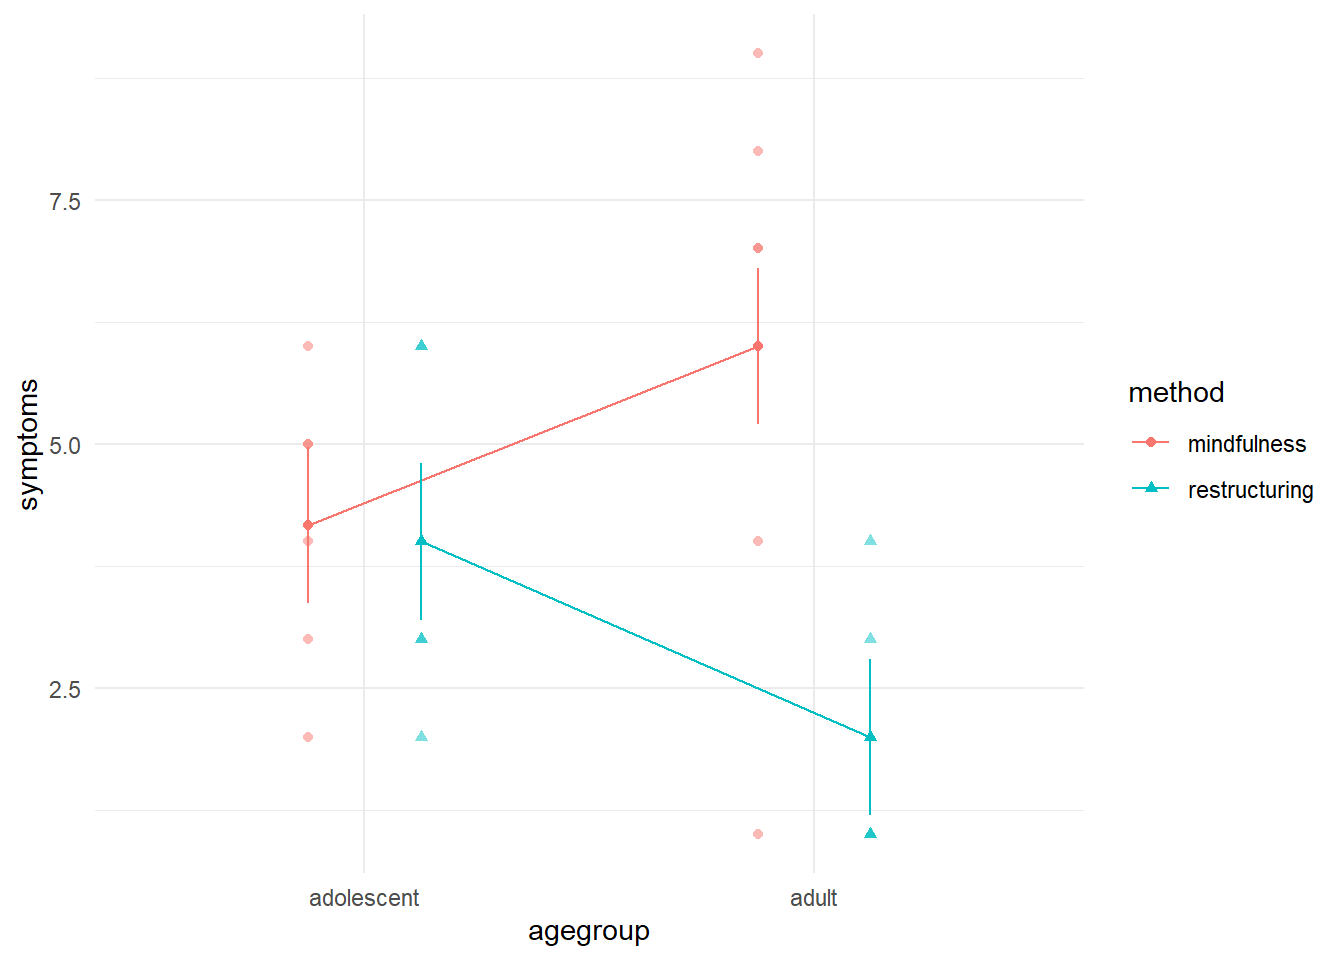 7.5
5.0
2.5
symptoms
adolescent
adult
agegroup
method
mindfulness
restructuring